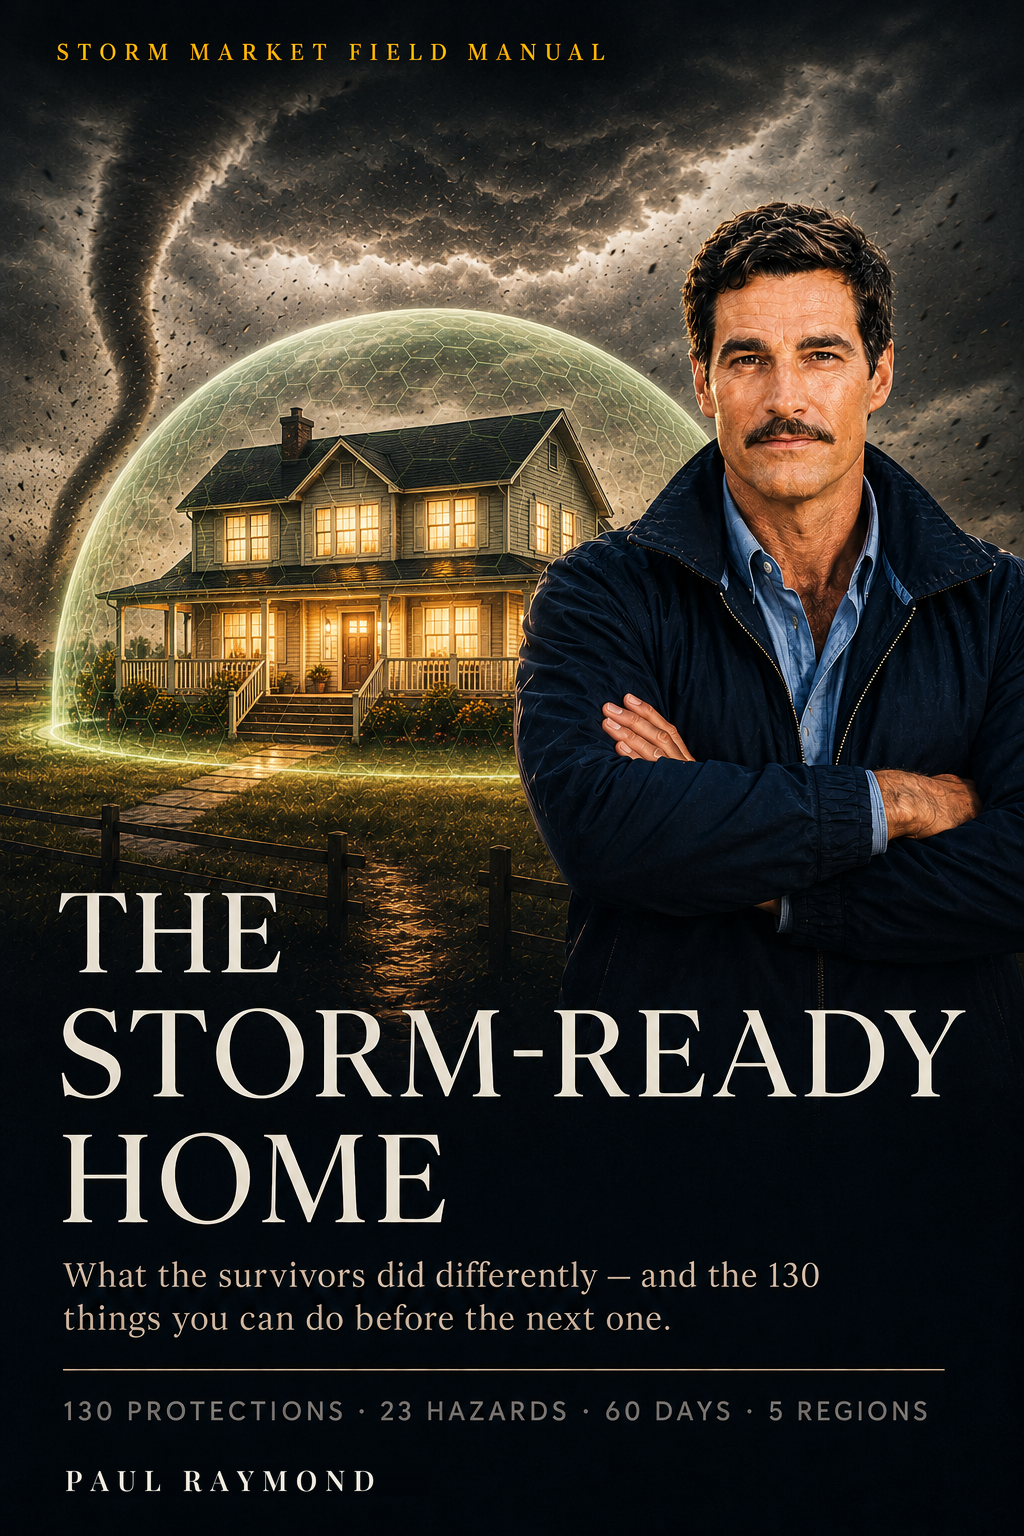 STORM MARKET FIELD MANUAL
THE
STORM-READY
HOME
What the survivors did differently — and the 130
things you can do before the next one.
130 PROTECTIONS · 23 HAZARDS · 60 DAYS · 5 REGIONS
PAUL RAYMOND